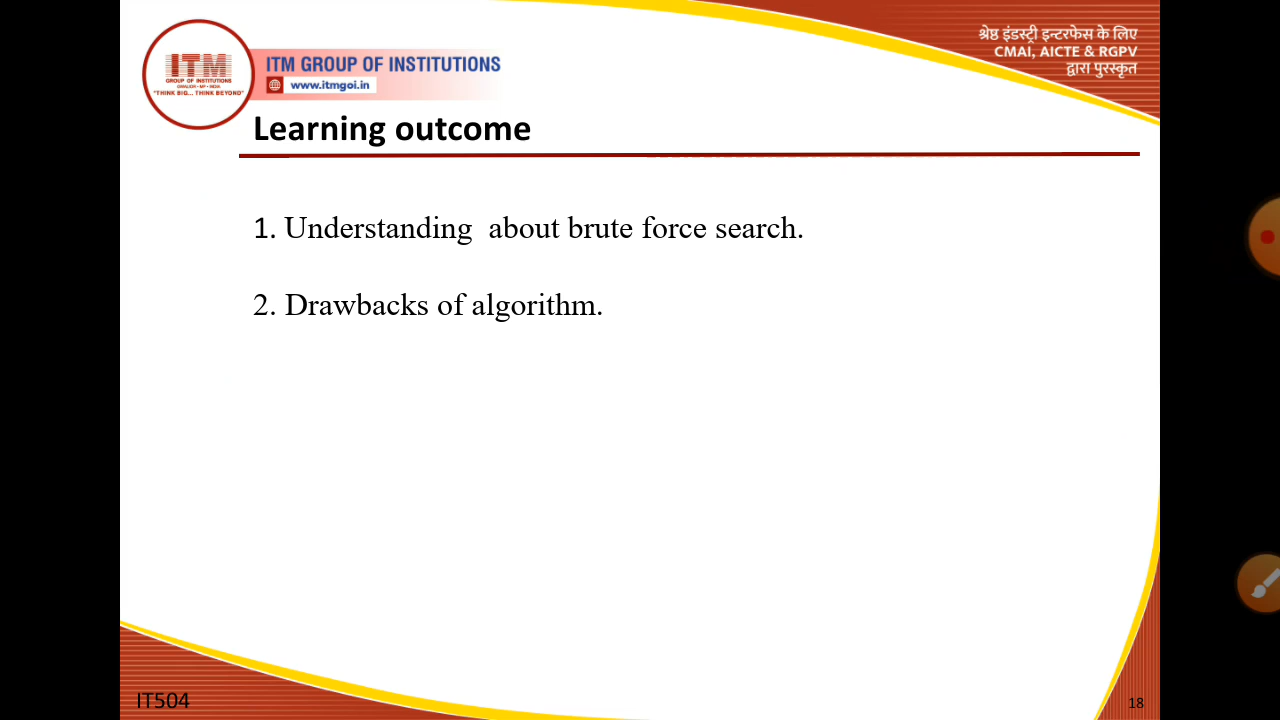 ITM
GROUP OF INSTITUTIONS
GWALIOR • MP • INDIA
"THINK BIG... THINK BEYOND"
ITM GROUP OF INSTITUTIONS
www.itmgoi.in
श्रेष्ठ इंडस्ट्री इन्टरफेस के लिए
CMAI, AICTE & RGPV
द्वारा पुरस्कृत
Learning outcome
1. Understanding  about brute force search.
2. Drawbacks of algorithm.
IT504
18